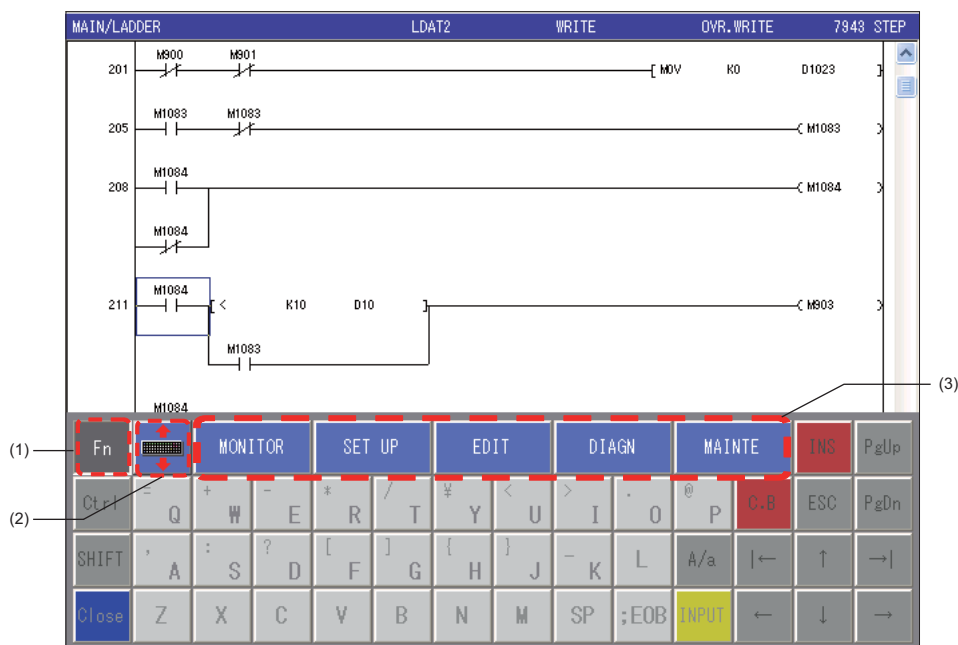 MAIN/LADDER LDAT2 WRITE OVR.WRITE 7943 STEP
M900 M901
201 [ MOV K0 D1023 ]
M1083 M1083
205 ( M1083 )
M1084
208 ( M1084 )
M1084
M1084
211 [ < K10 D10 ] ( M903 )
M1083
M1084
(3)
(1) Fn MONITOR SET UP EDIT DIAGN MAINTE INS PgUp
(2) Ctrl = Q + W - E * R / T ¥ Y < U > I . O @ P C.B ESC PgDn
SHIFT , A : S ? D [ F ] G { H } J _ K L A/a |← ↑ →|
Close Z X C V B N M SP ;EOB INPUT ← ↓ →